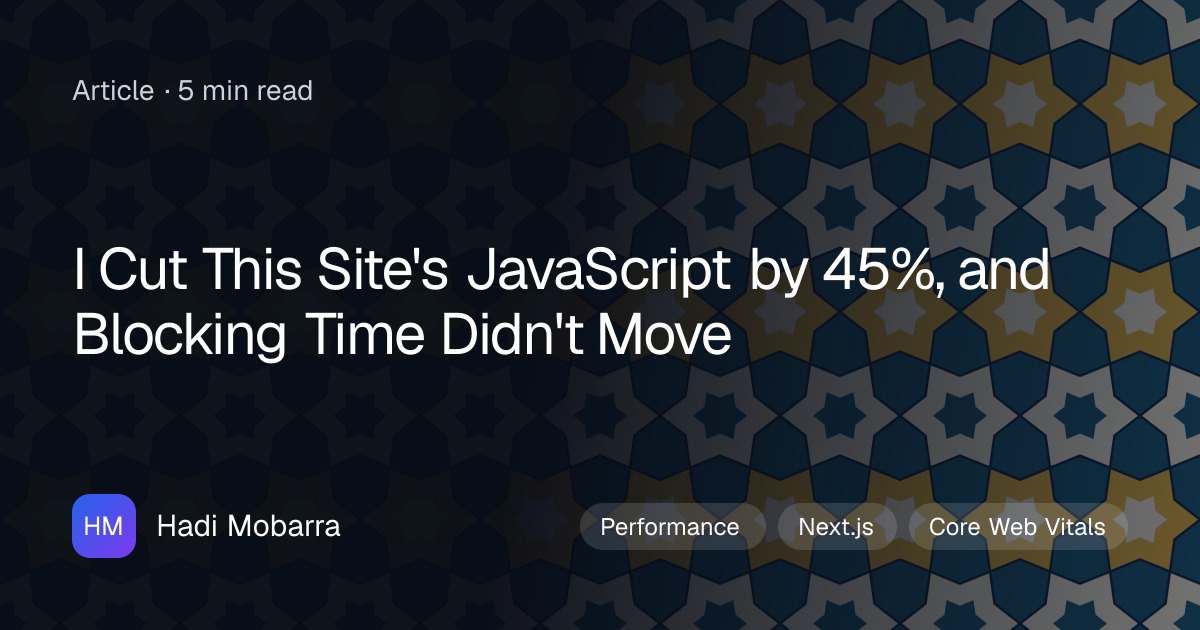 Article · 5 min read
I Cut This Site's JavaScript by 45%, and
Blocking Time Didn't Move
HM
Hadi Mobarra
Performance
Next.js
Core Web Vitals